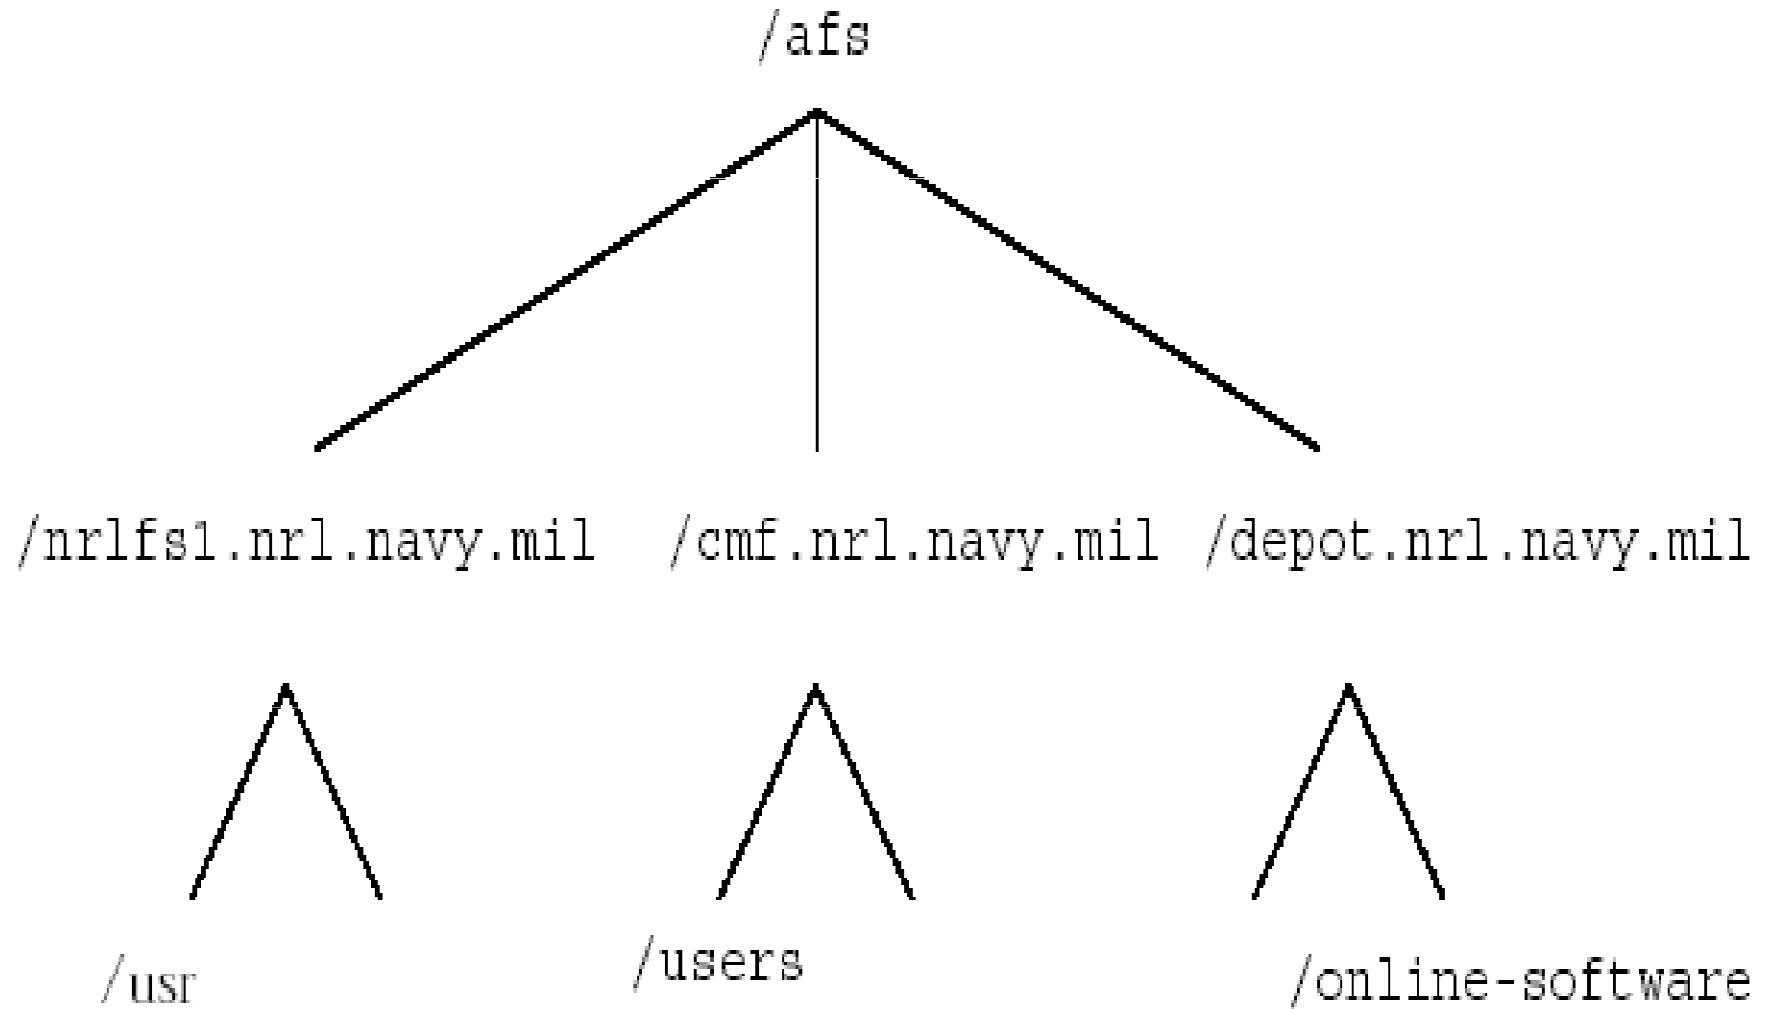 /afs
/nrlfs1.nrl.navy.mil /cmf.nrl.navy.mil /depot.nrl.navy.mil
/usr /users /online-software